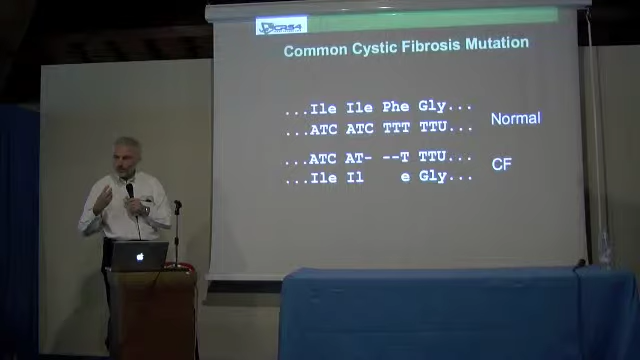 CRS4
Common Cystic Fibrosis Mutation
...Ile Ile Phe Gly...
...ATC ATC TTT TTU...
Normal
...ATC AT- --T TTU...
...Ile Il e Gly...
CF